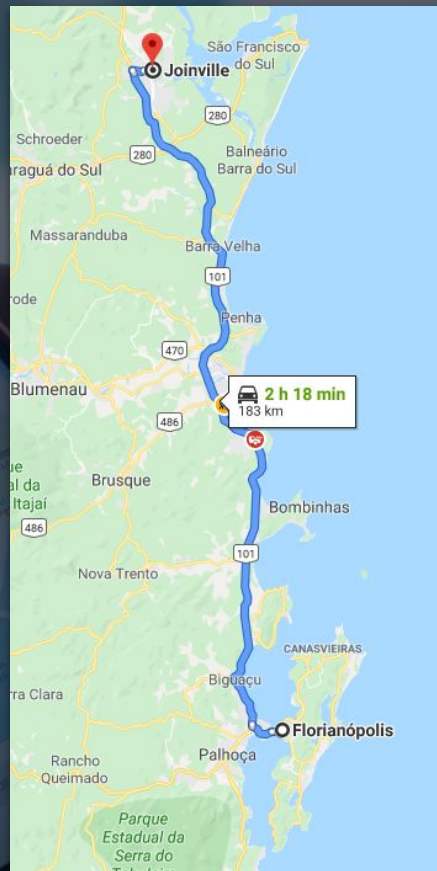 São Francisco
do Sul
Joinville
280
Schroeder
280
araguá do Sul
Balneário
Barra do Sul
Massaranduba
Barra Velha
101
rode
Penha
470
2 h 18 min
183 km
Blumenau
486
Brusque
ue
al da
Itajaí
Bombinhas
486
101
Nova Trento
CANASVIEIRAS
Biguaçu
rra Clara
Florianópolis
Palhoça
Rancho
Queimado
Parque
Estadual da
Serra do